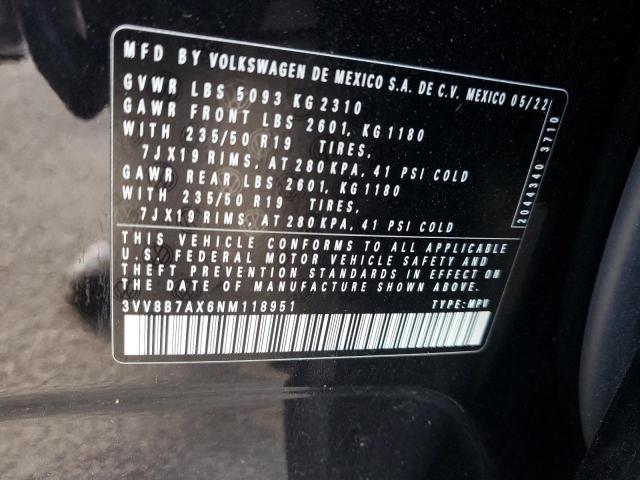 MFD BY VOLKSWAGEN DE MEXICO S.A. DE C.V. MEXICO 05/22
GVWR LBS 5093 KG 2310
GAWR FRONT LBS 2601, KG 1180
WITH 235/50 R19 TIRES,
7JX19 RIMS, AT 280 KPA, 41 PSI COLD
GAWR REAR LBS 2601, KG 1180
WITH 235/50 R19 TIRES,
7JX19 RIMS, AT 280 KPA, 41 PSI COLD
THIS VEHICLE CONFORMS TO ALL APPLICABLE
U.S. FEDERAL MOTOR VEHICLE SAFETY AND
THEFT PREVENTION STANDARDS IN EFFECT ON
THE DATE OF MANUFACTURE SHOWN ABOVE
3VV8B7AX6NM118951 TYPE: MPV
2044340 3710